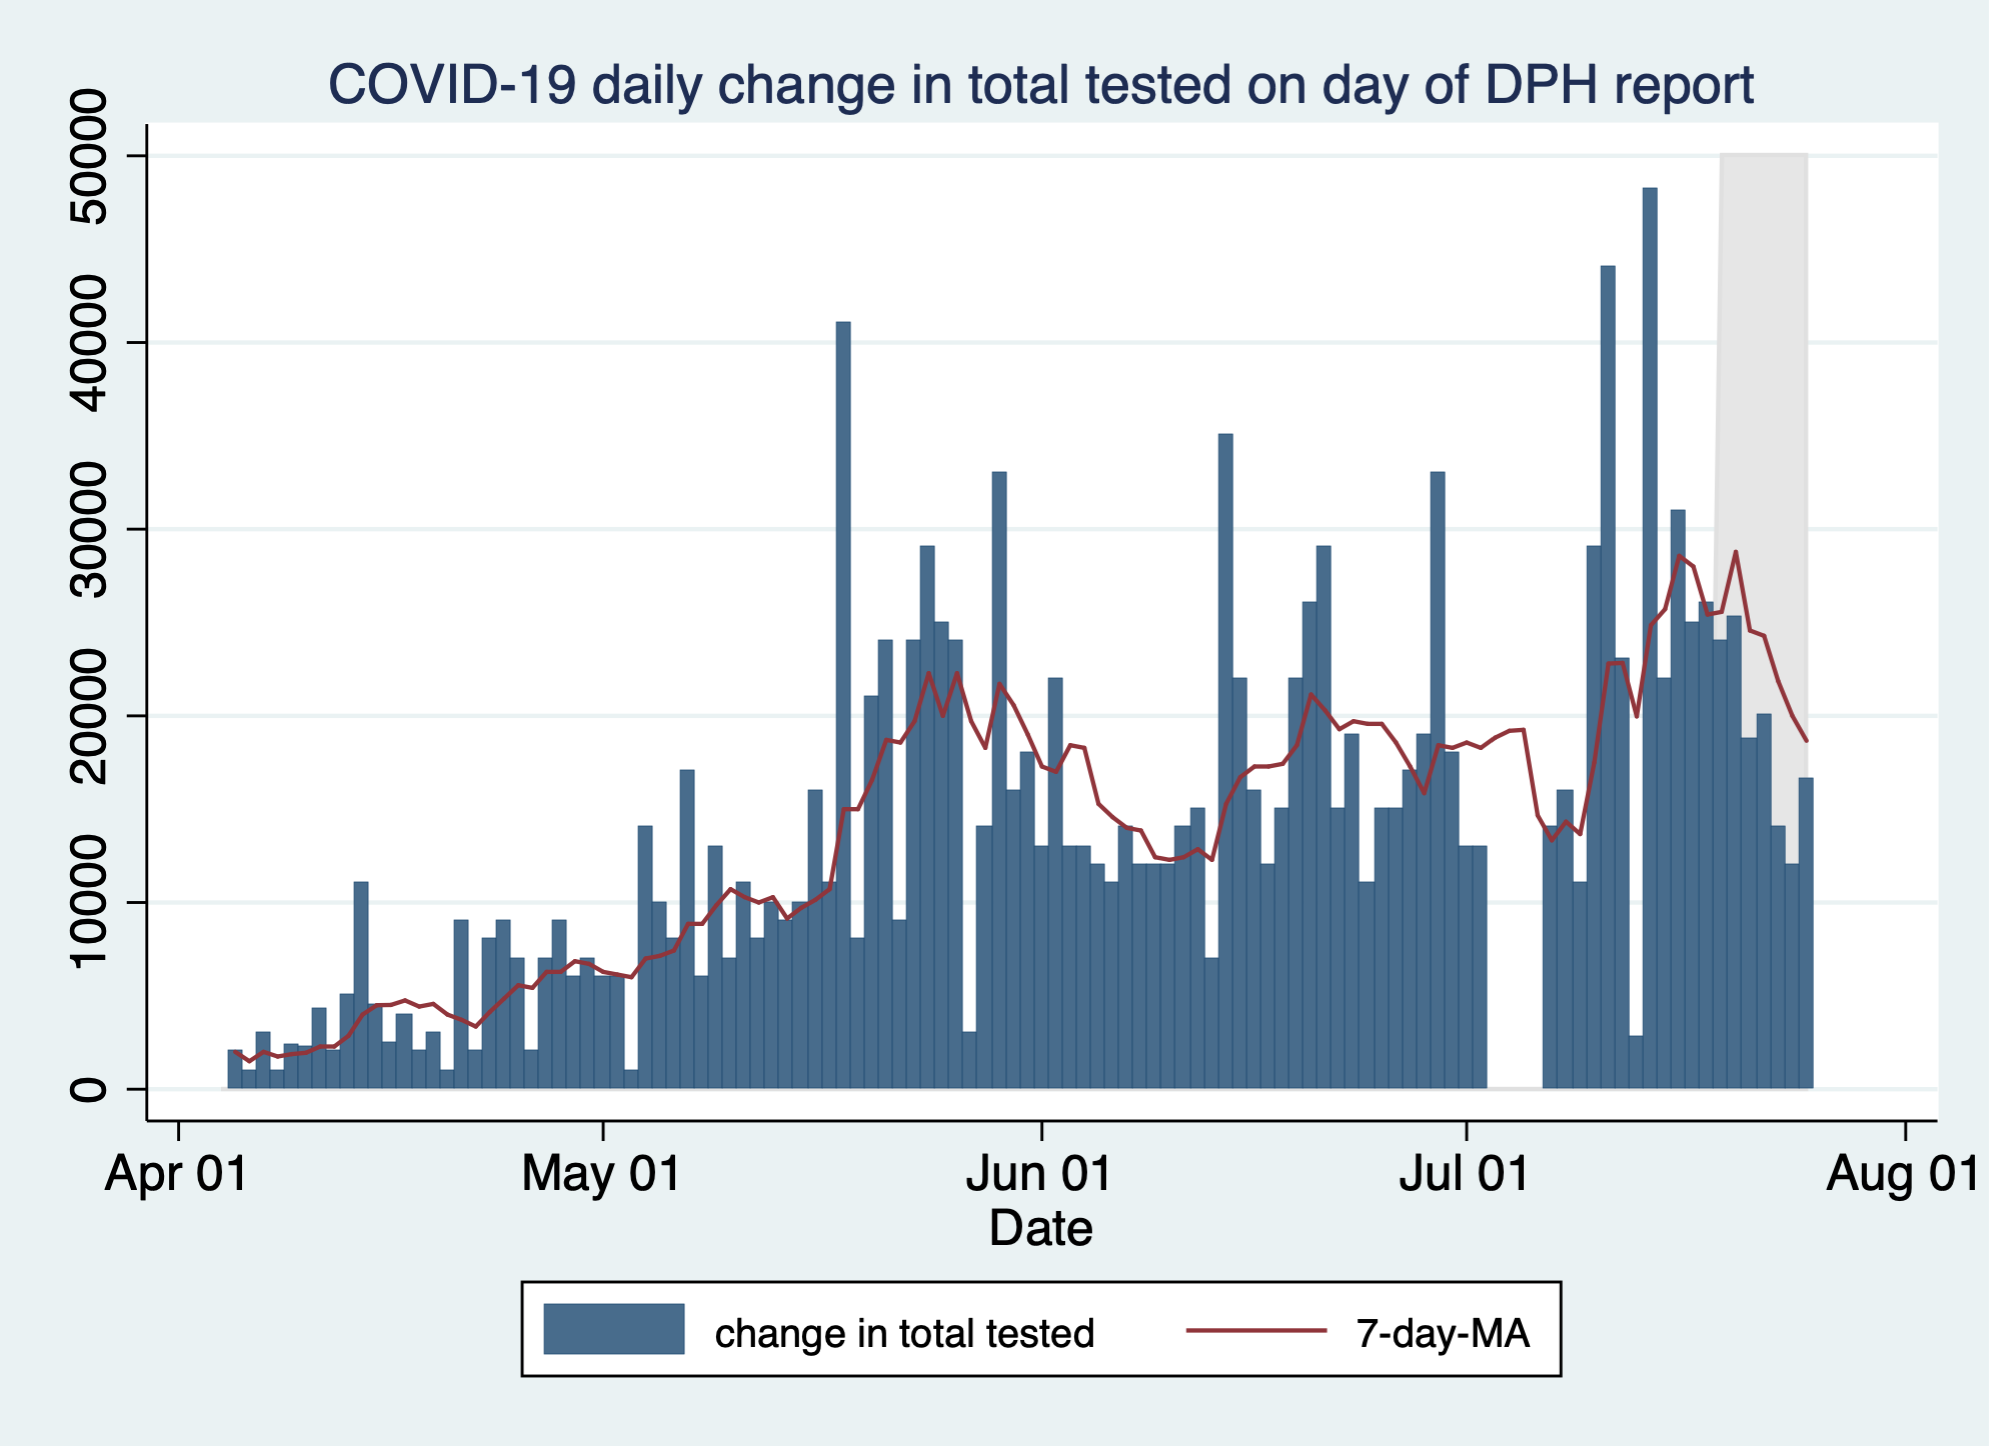 COVID-19 daily change in total tested on day of DPH report
50000
40000
30000
20000
10000
0
Apr 01 May 01 Jun 01 Jul 01 Aug 01
Date
change in total tested 7-day-MA